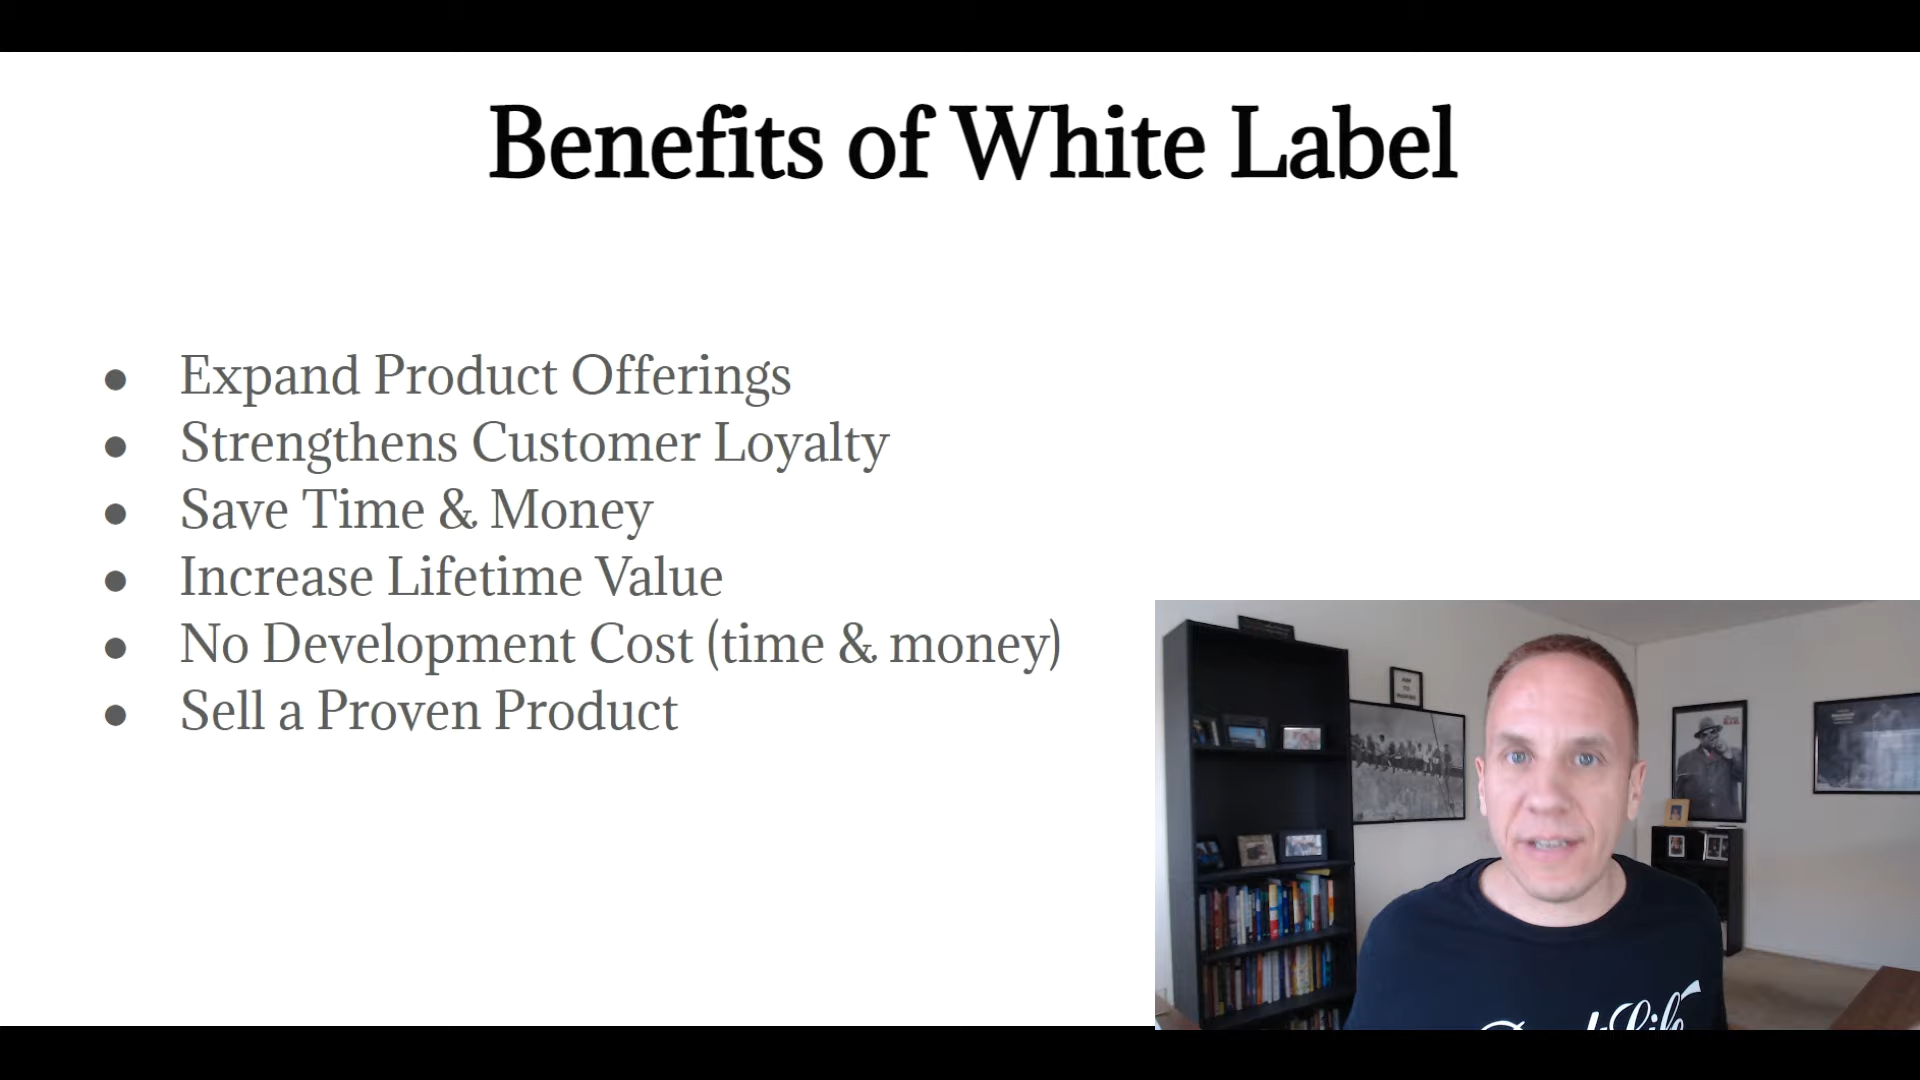 Benefits of White Label
● Expand Product Offerings
● Strengthens Customer Loyalty
● Save Time & Money
● Increase Lifetime Value
● No Development Cost (time & money)
● Sell a Proven Product